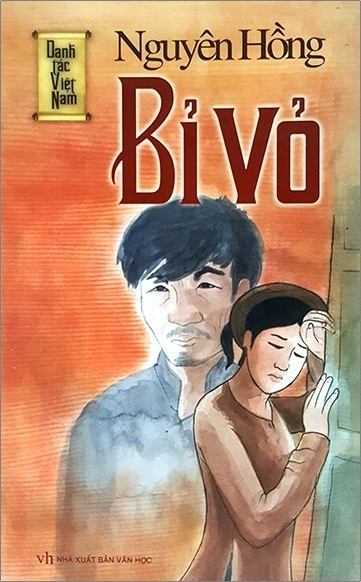 Danh
tác
Việt
Nam
Nguyên Hồng
BỈ VỎ
vh NHÀ XUẤT BẢN VĂN HỌC